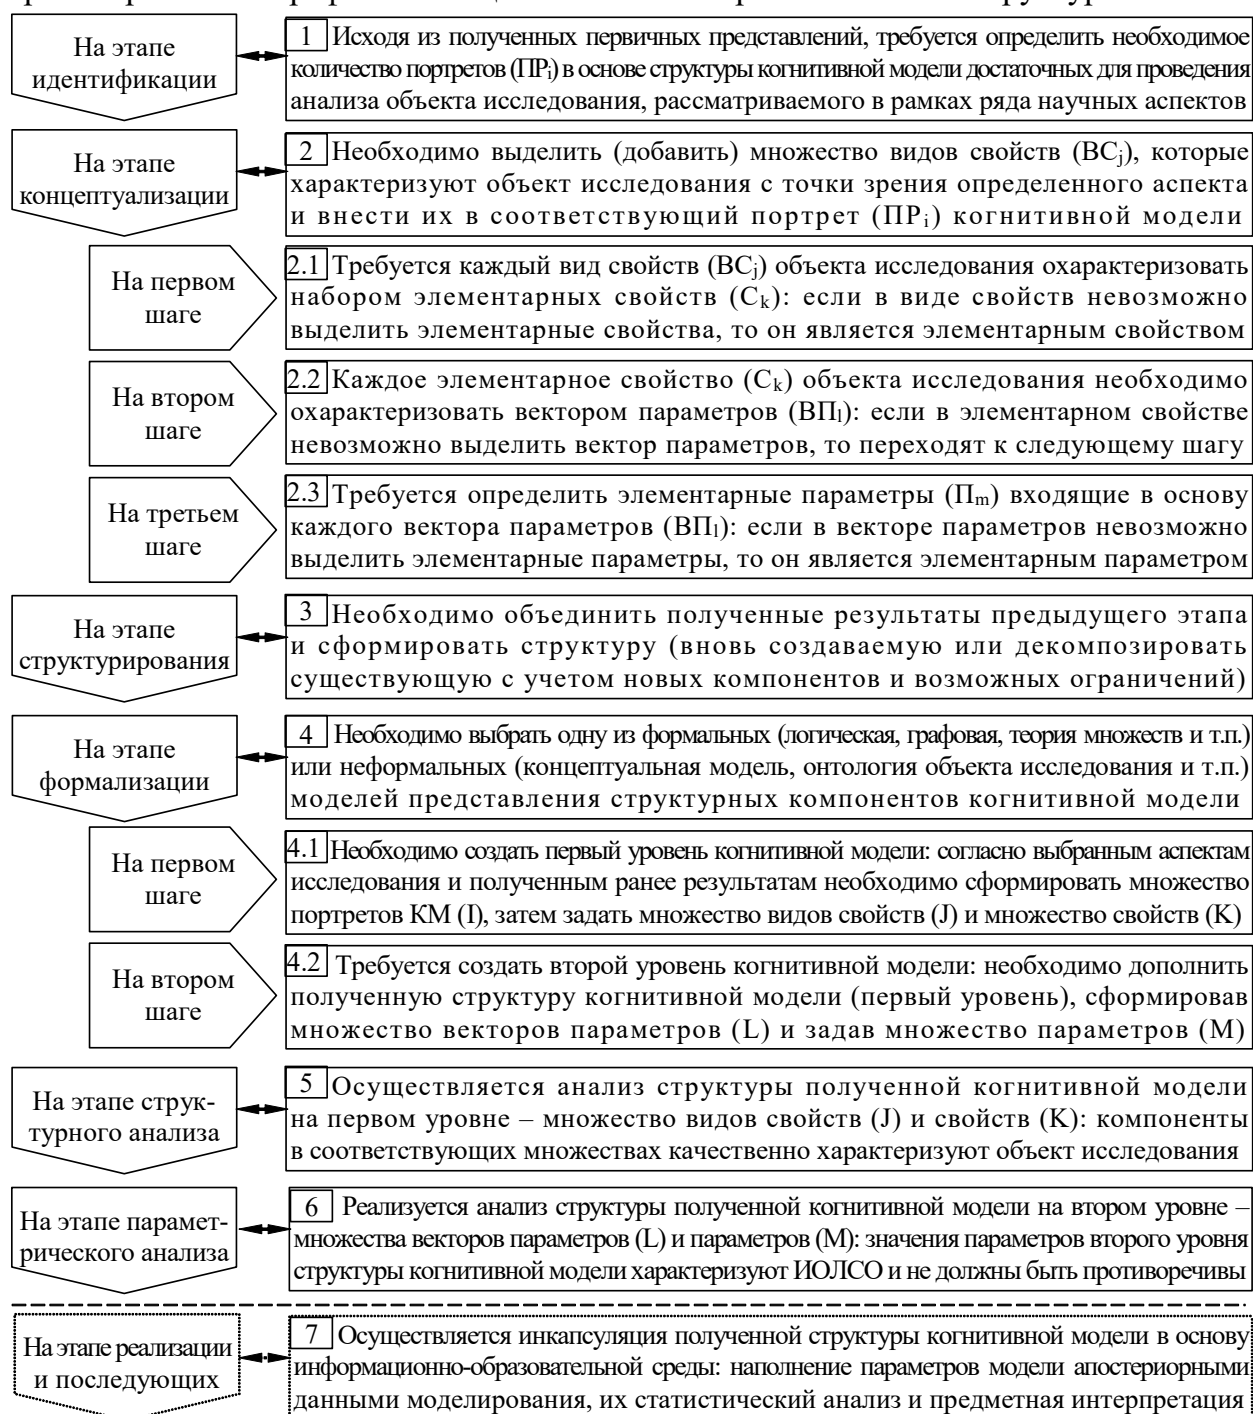 На этапе
идентификации
1 Исходя из полученных первичных представлений, требуется определить необходимое
количество портретов (ПРi) в основе структуры когнитивной модели достаточных для проведения
анализа объекта исследования, рассматриваемого в рамках ряда научных аспектов
На этапе
концептуализации
2 Необходимо выделить (добавить) множество видов свойств (ВСj), которые
характеризуют объект исследования с точки зрения определенного аспекта
и внести их в соответствующий портрет (ПРi) когнитивной модели
На первом
шаге
2.1 Требуется каждый вид свойств (ВСj) объекта исследования охарактеризовать
набором элементарных свойств (Сk): если в виде свойств невозможно
выделить элементарные свойства, то он является элементарным свойством
На втором
шаге
2.2 Каждое элементарное свойство (Сk) объекта исследования необходимо
охарактеризовать вектором параметров (ВПl): если в элементарном свойстве
невозможно выделить вектор параметров, то переходят к следующему шагу
На третьем
шаге
2.3 Требуется определить элементарные параметры (Пm) входящие в основу
каждого вектора параметров (ВПl): если в векторе параметров невозможно
выделить элементарные параметры, то он является элементарным параметром
На этапе
структурирования
3 Необходимо объединить полученные результаты предыдущего этапа
и сформировать структуру (вновь создаваемую или декомпозировать
существующую с учетом новых компонентов и возможных ограничений)
На этапе
формализации
4 Необходимо выбрать одну из формальных (логическая, графовая, теория множеств и т.п.)
или неформальных (концептуальная модель, онтология объекта исследования и т.п.)
моделей представления структурных компонентов когнитивной модели
На первом
шаге
4.1 Необходимо создать первый уровень когнитивной модели: согласно выбранным аспектам
исследования и полученным ранее результатам необходимо сформировать множество
портретов КМ (I), затем задать множество видов свойств (J) и множество свойств (K)
На втором
шаге
4.2 Требуется создать второй уровень когнитивной модели: необходимо дополнить
полученную структуру когнитивной модели (первый уровень), сформировав
множество векторов параметров (L) и задав множество параметров (M)
На этапе струк-
турного анализа
5 Осуществляется анализ структуры полученной когнитивной модели
на первом уровне – множество видов свойств (J) и свойств (K): компоненты
в соответствующих множествах качественно характеризуют объект исследования
На этапе парамет-
рического анализа
6 Реализуется анализ структуры полученной когнитивной модели на втором уровне –
множества векторов параметров (L) и параметров (M): значения параметров второго уровня
структуры когнитивной модели характеризуют ИОЛСО и не должны быть противоречивы
На этапе реализации
и последующих
7 Осуществляется инкапсуляция полученной структуры когнитивной модели в основу
информационно-образовательной среды: наполнение параметров модели апостериорными
данными моделирования, их статистический анализ и предметная интерпретация